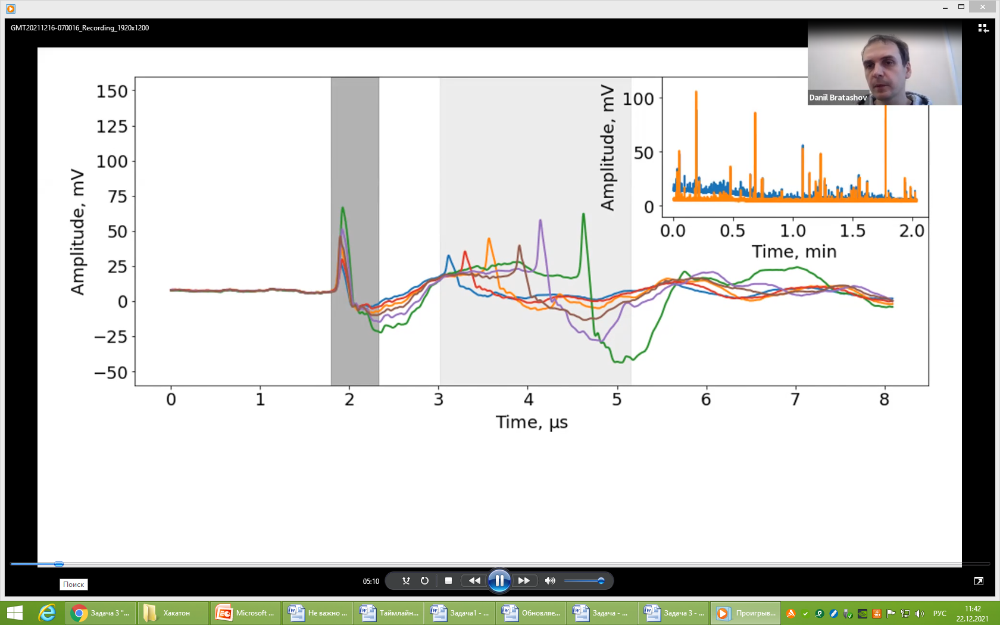 GMT20211216-070016_Recording_1920x1200
Daniil Bratashov
150
125
100
75
50
25
0
−25
−50
Amplitude, mV
0 1 2 3 4 5 6 7 8
Time, µs
Amplitude, mV
100
50
0
0.0 0.5 1.0 1.5 2.0
Time, min
05:10
Поиск
Задача 3 "...
Хакатон
Microsoft ...
Не важно ...
Таймлайн...
Задача1 - ...
Обновляе...
Задача - ...
Задача 3 - ...
Проигрыв...
РУС
11:42
22.12.2021